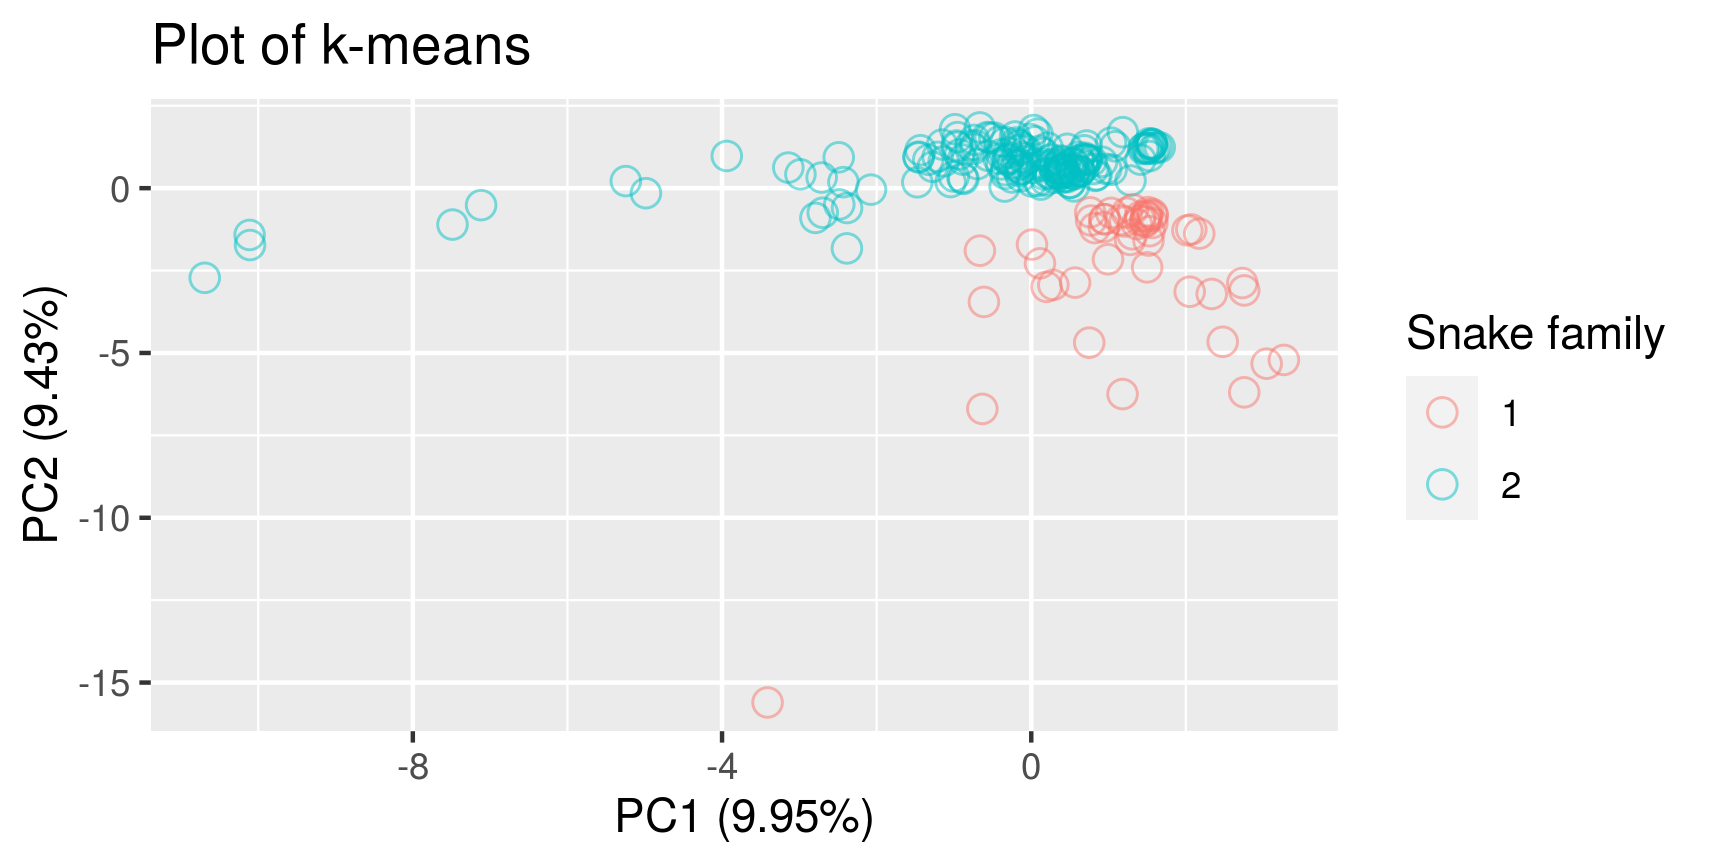 Plot of k-means
0
-5
-10
-15
PC2 (9.43%)
-8
-4
0
PC1 (9.95%)
Snake family
1
2